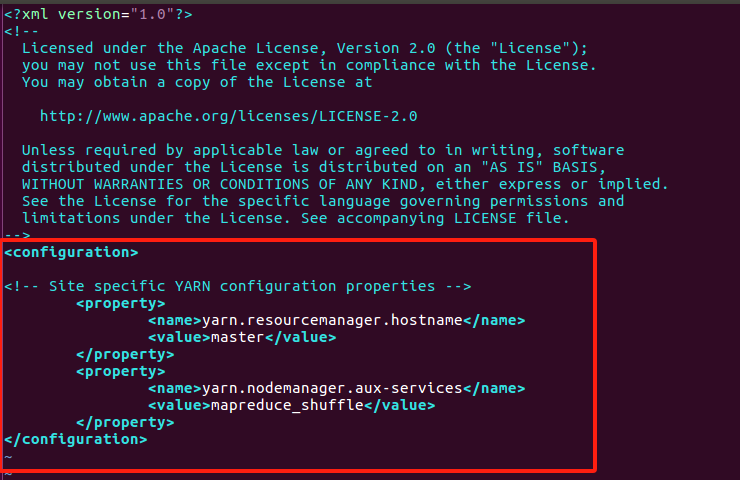 <?xml version="1.0"?>
<!--
  Licensed under the Apache License, Version 2.0 (the "License");
  you may not use this file except in compliance with the License.
  You may obtain a copy of the License at

    http://www.apache.org/licenses/LICENSE-2.0

  Unless required by applicable law or agreed to in writing, software
  distributed under the License is distributed on an "AS IS" BASIS,
  WITHOUT WARRANTIES OR CONDITIONS OF ANY KIND, either express or implied.
  See the License for the specific language governing permissions and
  limitations under the License. See accompanying LICENSE file.
-->
<configuration>

<!-- Site specific YARN configuration properties -->
        <property>
                <name>yarn.resourcemanager.hostname</name>
                <value>master</value>
        </property>
        <property>
                <name>yarn.nodemanager.aux-services</name>
                <value>mapreduce_shuffle</value>
        </property>
</configuration>
~
~